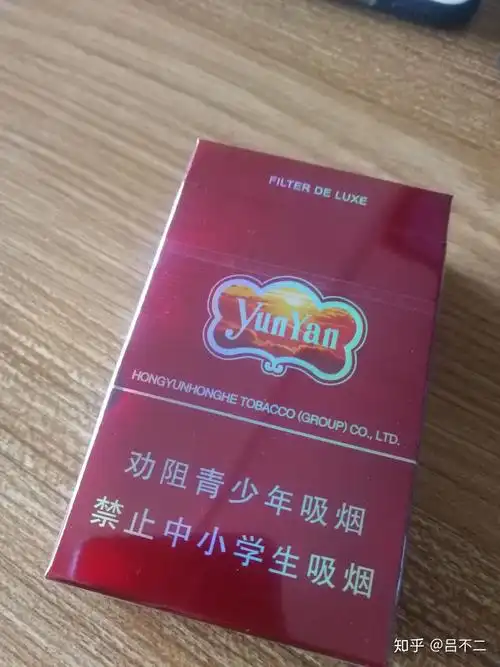 FILTER DE LUXE
YunYan
HONGYUNHONGHE TOBACCO (GROUP) CO., LTD.
劝阻青少年吸烟
禁止中小学生吸烟
知乎 @吕不二